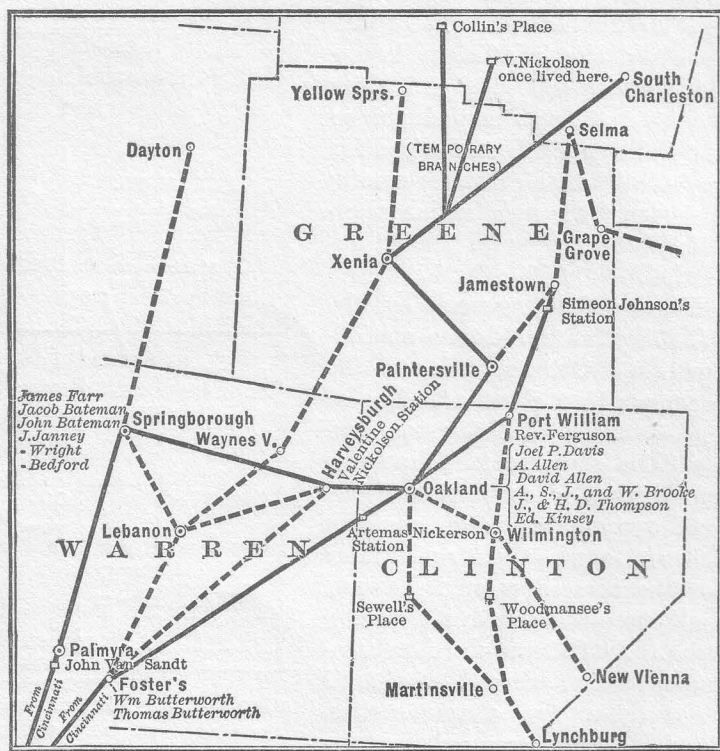 Collin's Place
V.Nickolson
once lived here.
South
Charleston
Yellow Sprs.
Selma
Dayton
(TEMPORARY
BRANCHES)
GREENE
Grape
Grove
Xenia
Jamestown
Simeon Johnson's
Station
Paintersville
James Farr
Jacob Bateman
John Bateman
J.Janney
- Wright
- Bedford
Springborough
Waynes V.
Harveysburgh
Valentine
Nickolson Station
Port William
Rev.Ferguson
Joel P.Davis
A.Allen
David Allen
A., S., J., and W. Brooke
J., & H. D. Thompson
Ed. Kinsey
Oakland
Lebanon
Artemas Nickerson
Station
Wilmington
WARREN
CLINTON
Sewell's
Place
Woodmansee's
Place
Palmyra
John Van Sandt
Foster's
Wm Butterworth
Thomas Butterworth
From
Cincinnati
From
Cincinnati
Martinsville
New Vienna
Lynchburg